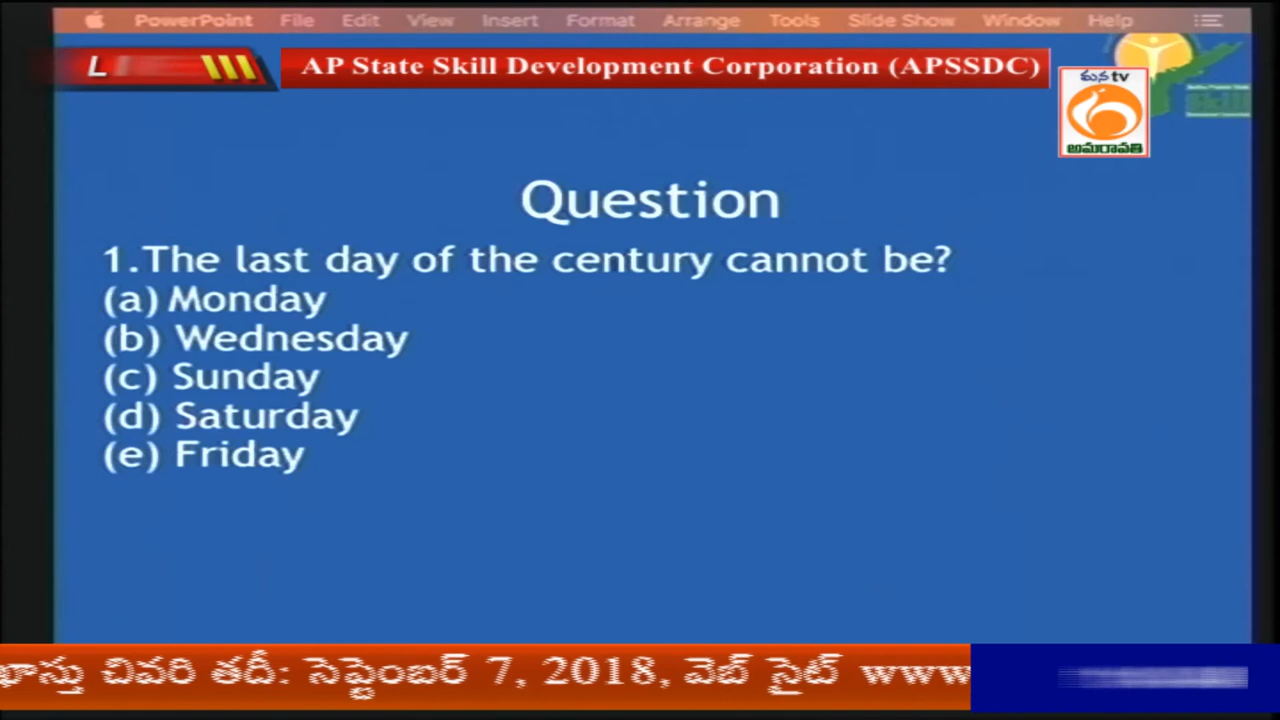 PowerPoint File Edit View Insert Format Arrange Tools Slide Show Window Help
L
AP State Skill Development Corporation (APSSDC)
మన tv
అమరావతి
skill
Question
1.The last day of the century cannot be?
(a) Monday
(b) Wednesday
(c) Sunday
(d) Saturday
(e) Friday
ఖాస్తు చివరి తదీ: సెప్టెంబర్ 7, 2018, వెబ్ సైట్ www